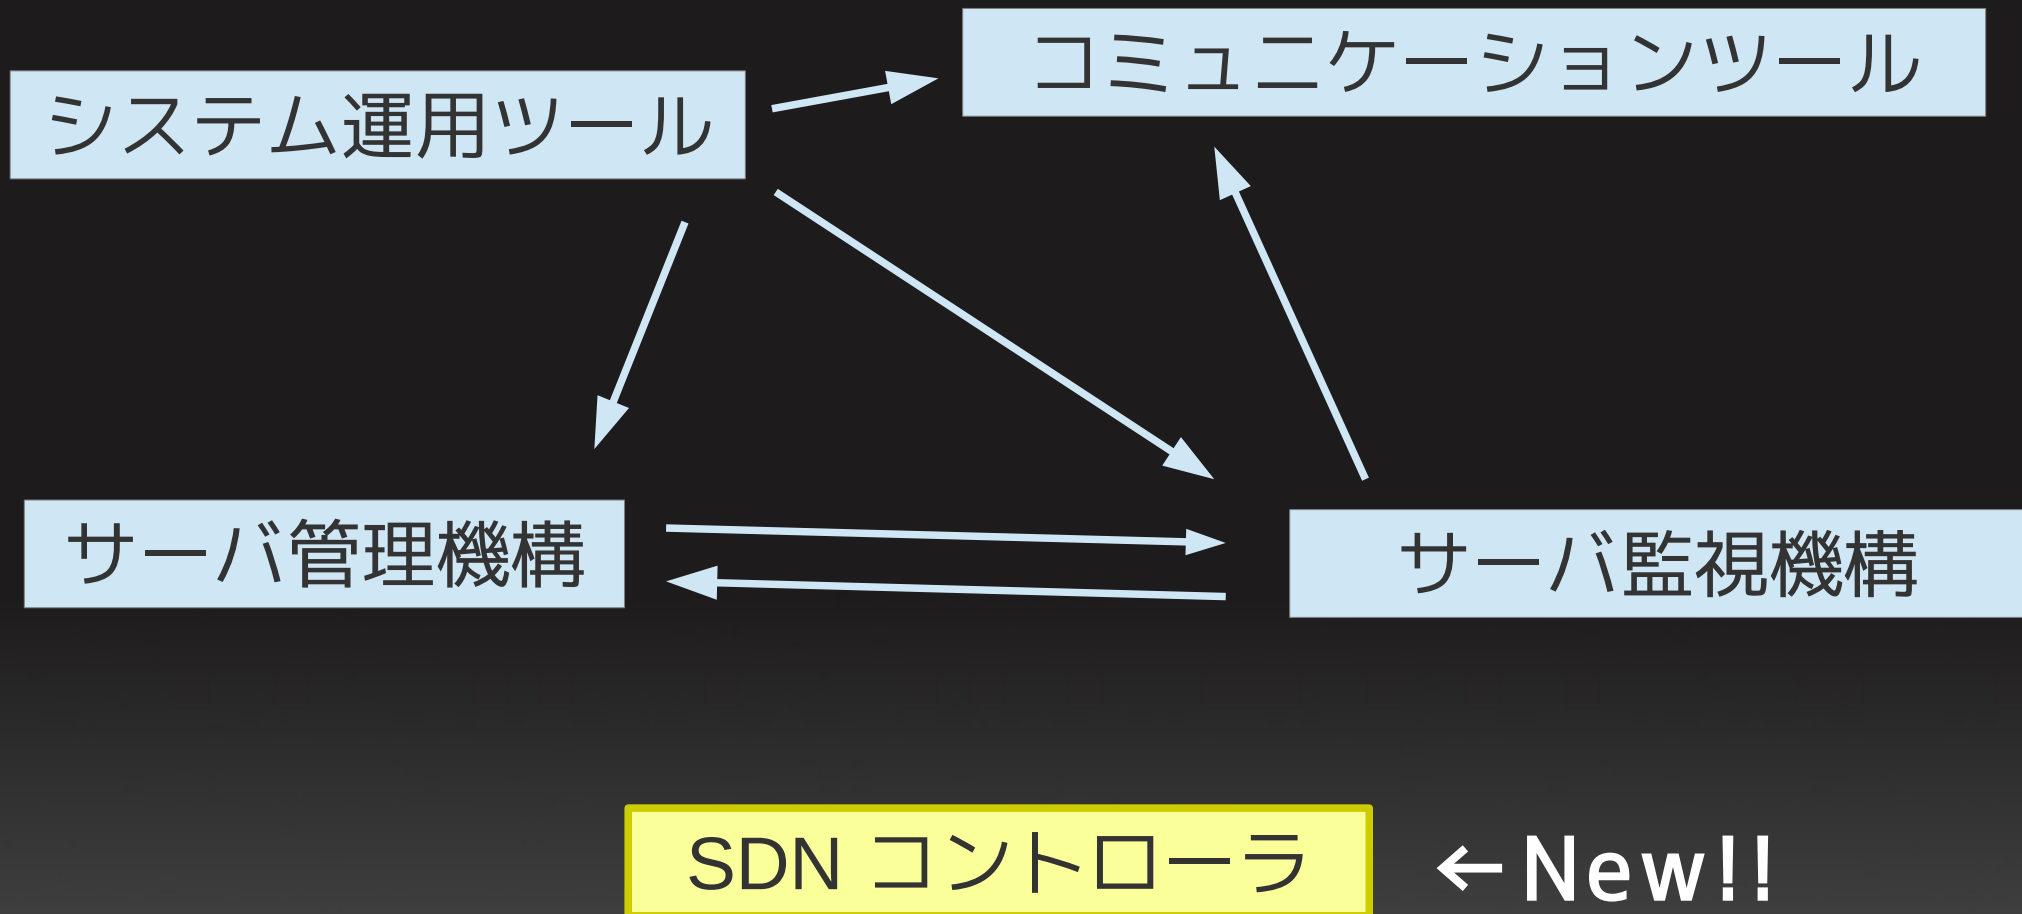 コミュニケーションツール
システム運用ツール
サーバ管理機構
サーバ監視機構
SDN コントローラ
←New!!